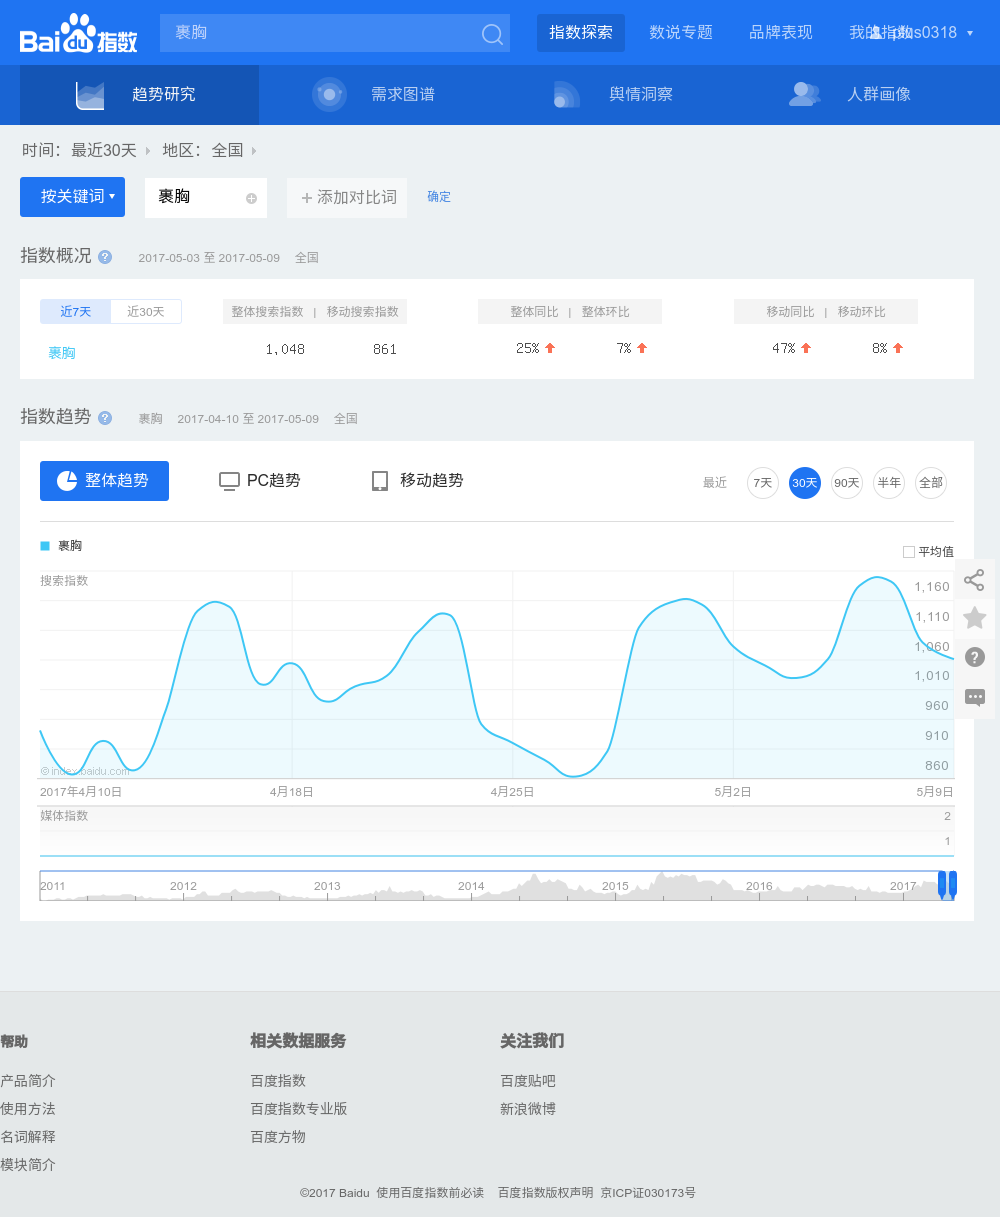 Bai du 指数
裹胸
指数探索 数说专题 品牌表现 我的指数 plus0318
趋势研究 需求图谱 舆情洞察 人群画像
时间: 最近30天 地区: 全国
按关键词 裹胸 +添加对比词 确定
指数概况 ? 2017-05-03 至 2017-05-09 全国
近7天 近30天 整体搜索指数 | 移动搜索指数 整体同比 | 整体环比 移动同比 | 移动环比
裹胸 1,048 861 25% 7% 47% 8%
指数趋势 ? 裹胸 2017-04-10 至 2017-05-09 全国
整体趋势 PC趋势 移动趋势 最近 7天 30天 90天 半年 全部
裹胸
平均值
搜索指数
1,160
1,110
1,060
1,010
960
910
860
©index.baidu.com
2017年4月10日 4月18日 4月25日 5月2日 5月9日
媒体指数 2
1
2011 2012 2013 2014 2015 2016 2017
帮助 相关数据服务 关注我们
产品简介 百度指数 百度贴吧
使用方法 百度指数专业版 新浪微博
名词解释 百度方物
模块简介
©2017 Baidu 使用百度指数前必读 百度指数版权声明 京ICP证030173号